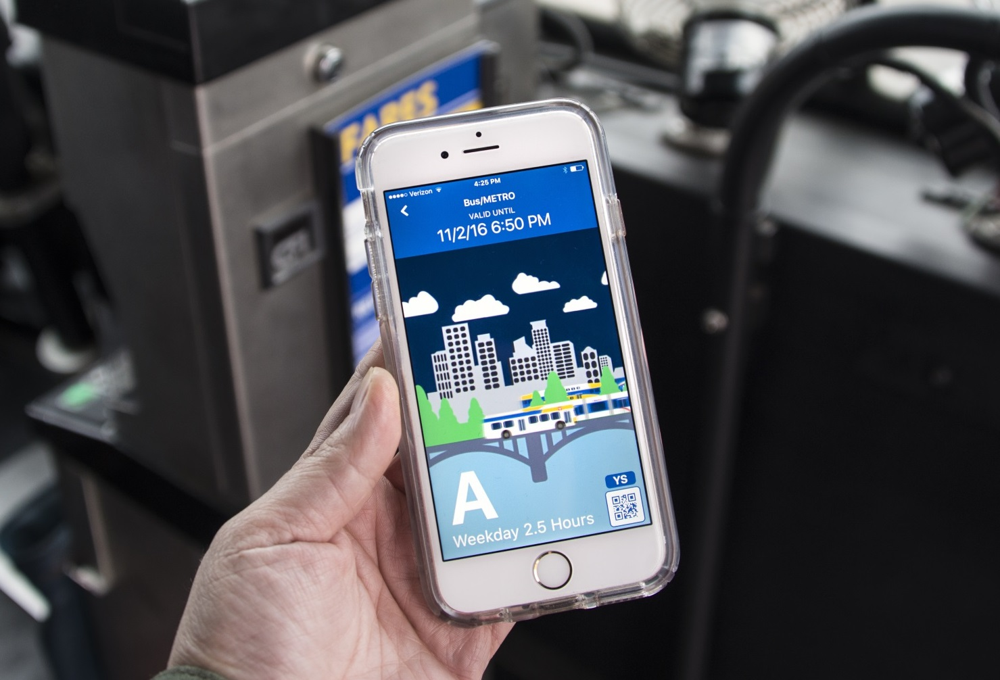 FARES
4:25 PM
Verizon
Bus/METRO
VALID UNTIL
11/2/16 6:50 PM
A
YS
Weekday 2.5 Hours